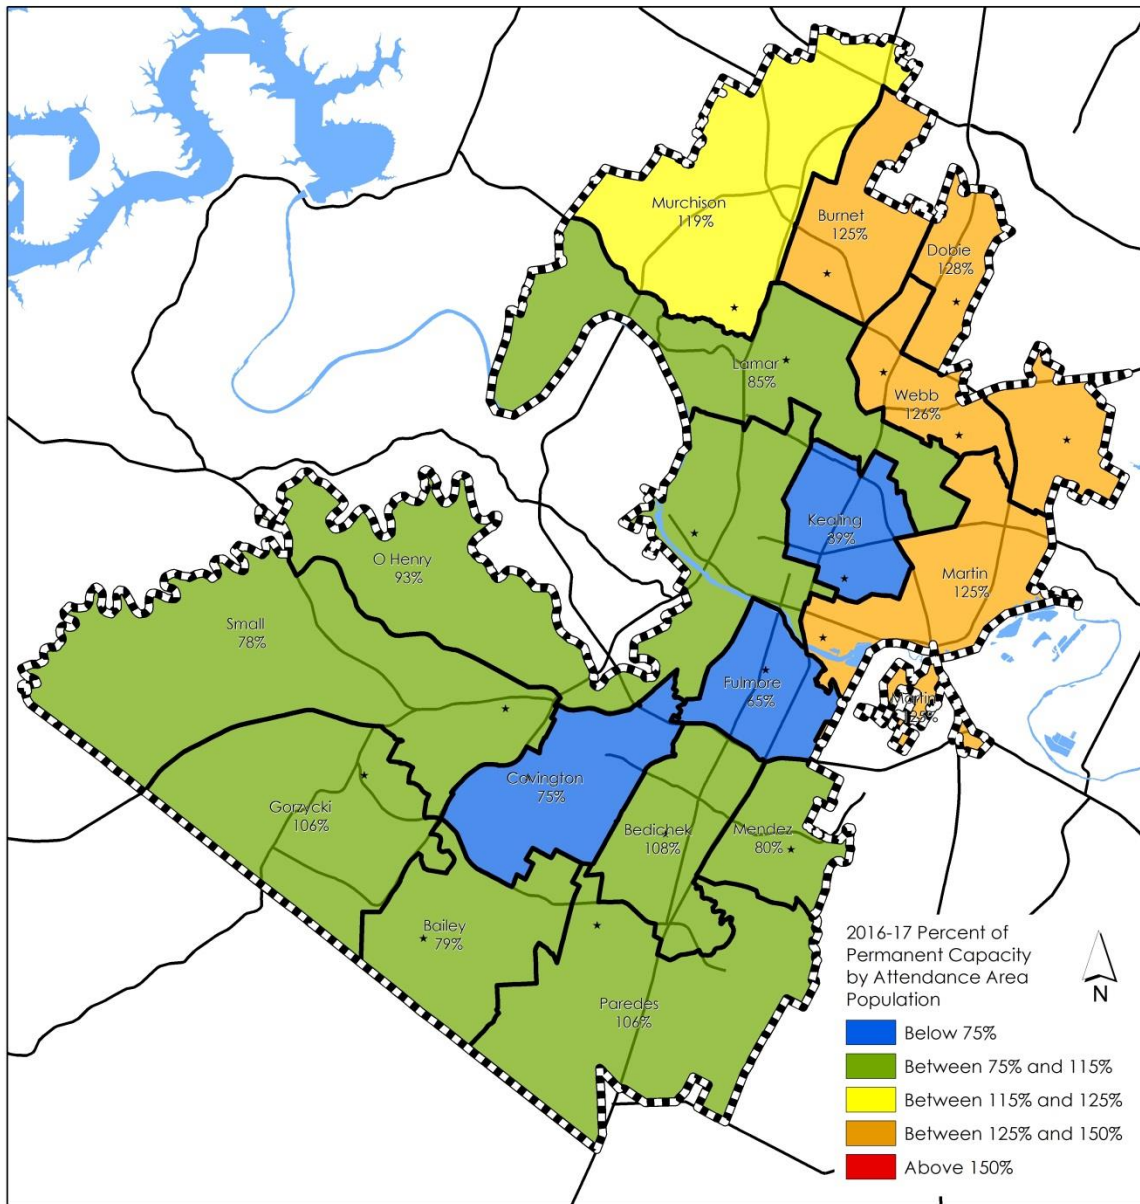 Murchison
119%
Burnet
125%
Dobie
128%
Lamar
85%
Webb
126%
Kealing
39%
O Henry
93%
Martin
125%
Small
78%
Fulmore
65%
Martin
125%
Covington
75%
Gorzycki
106%
Bedichek
108%
Mendez
80%
Bailey
79%
Paredes
106%
2016-17 Percent of
Permanent Capacity
by Attendance Area
Population
N
Below 75%
Between 75% and 115%
Between 115% and 125%
Between 125% and 150%
Above 150%